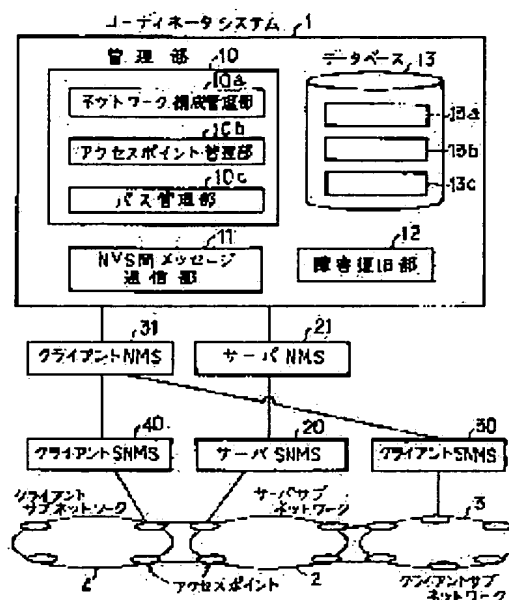 コーディネータシステム 1
管理部 10
データベース 13
10a
ネットワーク構成管理部
10b
アクセスポイント管理部
10c
パス管理部
13a
13b
13c
11
NMS間メッセージ
通信部
12
障害復旧部
31
クライアントNMS
21
サーバNMS
40
クライアントSNMS
20
サーバSNMS
30
クライアントSNMS
クライアント
サブネットワーク
サーバサブ
ネットワーク
3
2
アクセスポイント
クライアントサブ
ネットワーク